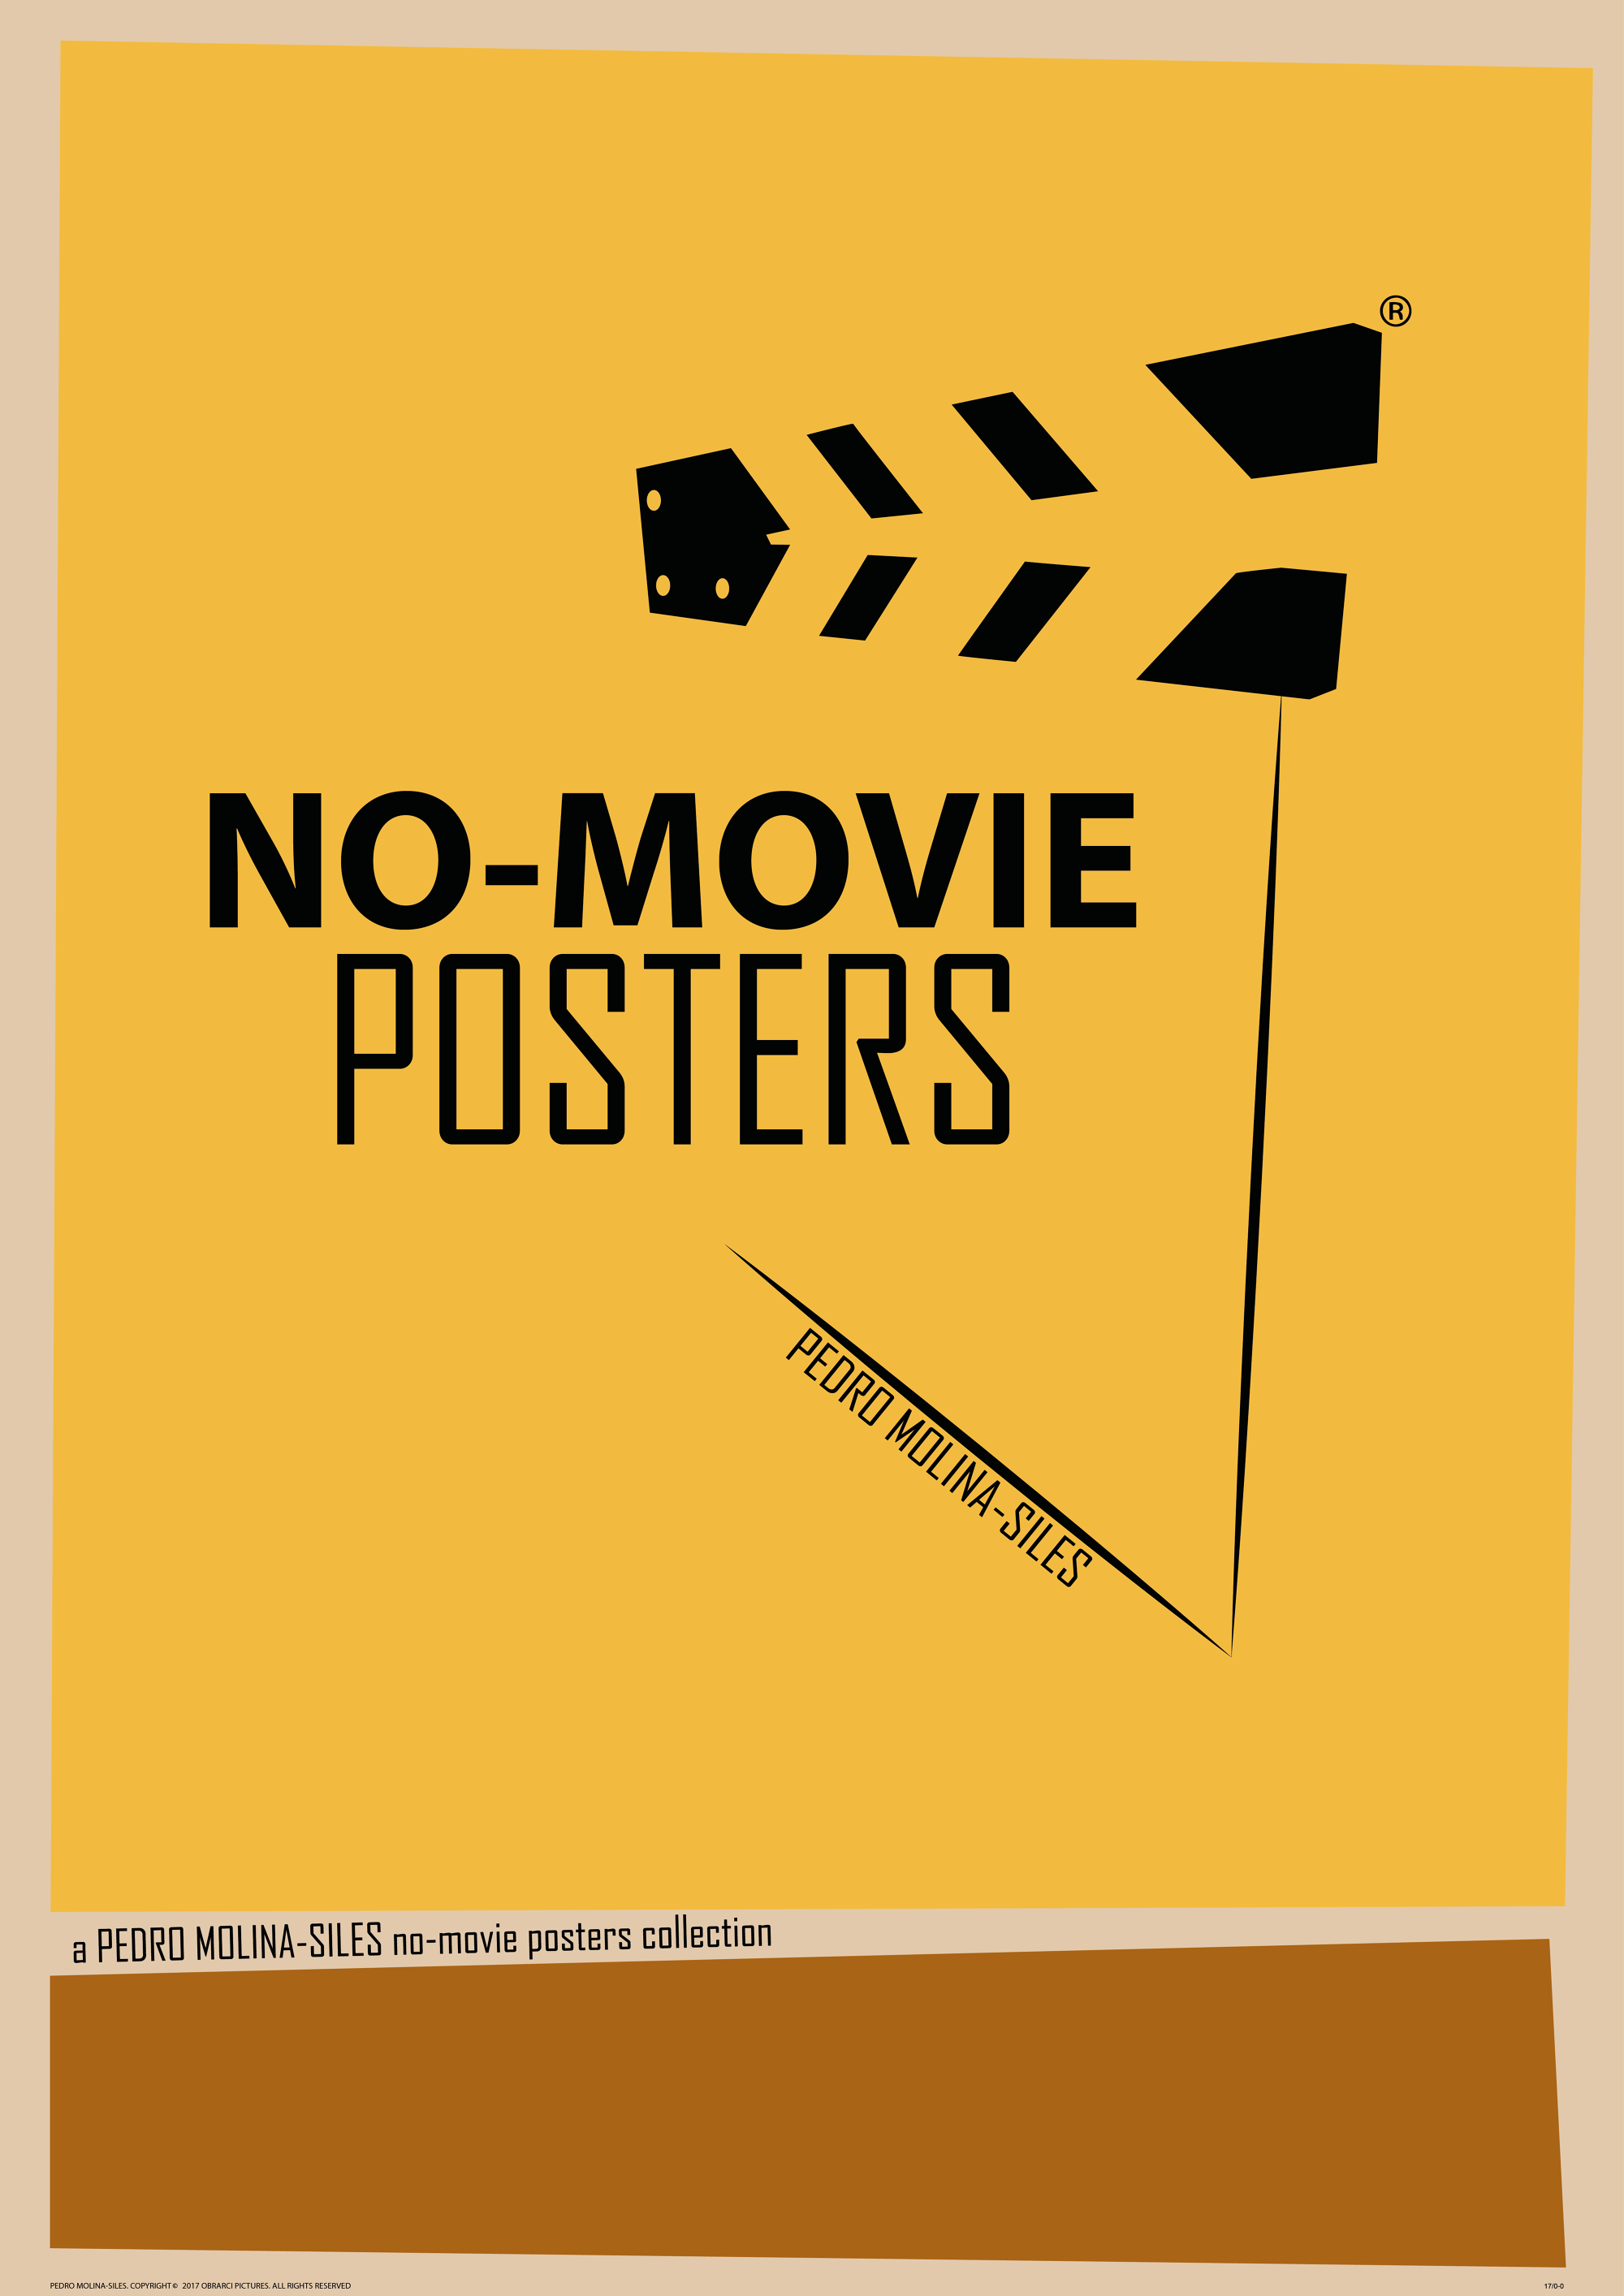 ®
NO-MOVIE
POSTERS
PEDRO MOLINA-SILES
a PEDRO MOLINA-SILES no-movie posters collection
PEDRO MOLINA-SILES. COPYRIGHT © 2017 OBRARCI PICTURES. ALL RIGHTS RESERVED
17/0-0